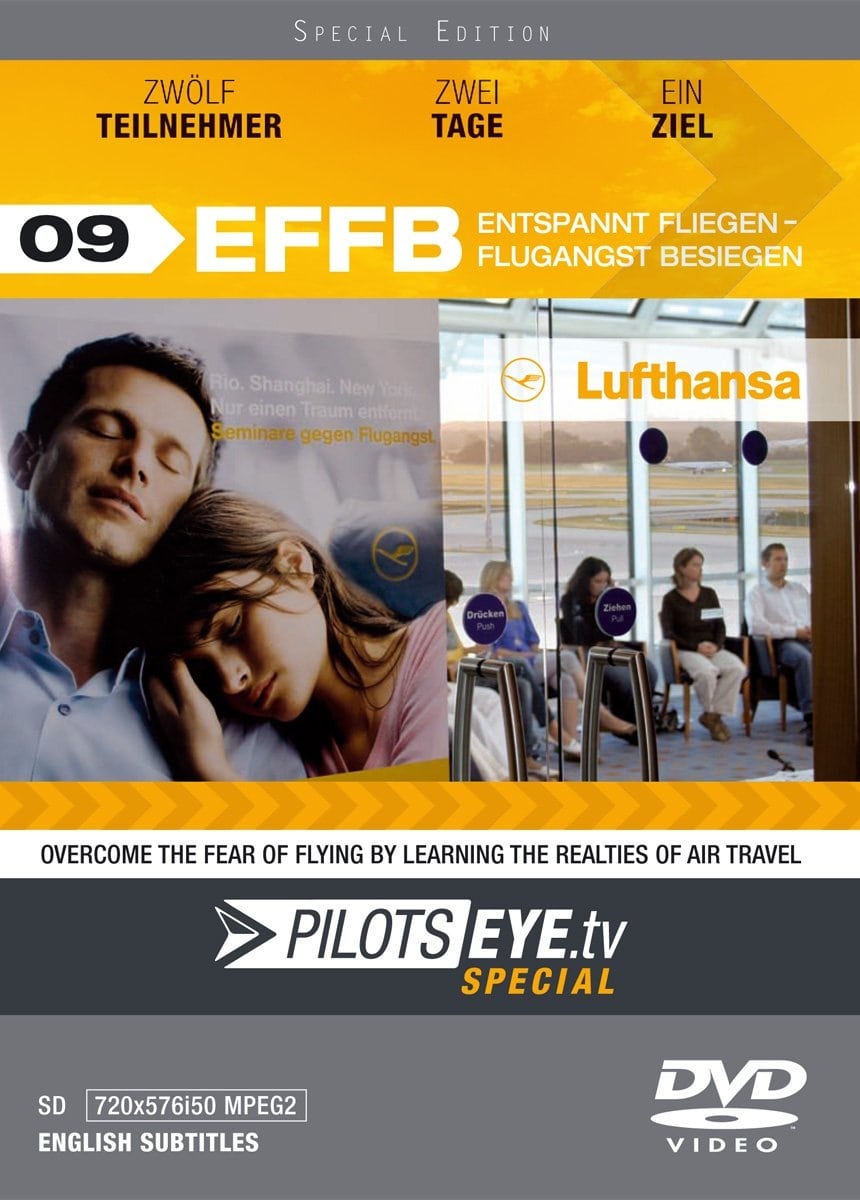 SPECIAL EDITION
ZWÖLF
TEILNEHMER
ZWEI
TAGE
EIN
ZIEL
09
EFFB
ENTSPANNT FLIEGEN –
FLUGANGST BESIEGEN
Rio. Shanghai. New York.
Nur einen Traum entfernt
Seminare gegen Flugangst.
Lufthansa
Drücken
Push
Ziehen
Pull
OVERCOME THE FEAR OF FLYING BY LEARNING THE REALTIES OF AIR TRAVEL
PILOTSEYE.tv
SPECIAL
SD 720x576i50 MPEG2
ENGLISH SUBTITLES
DVD
VIDEO